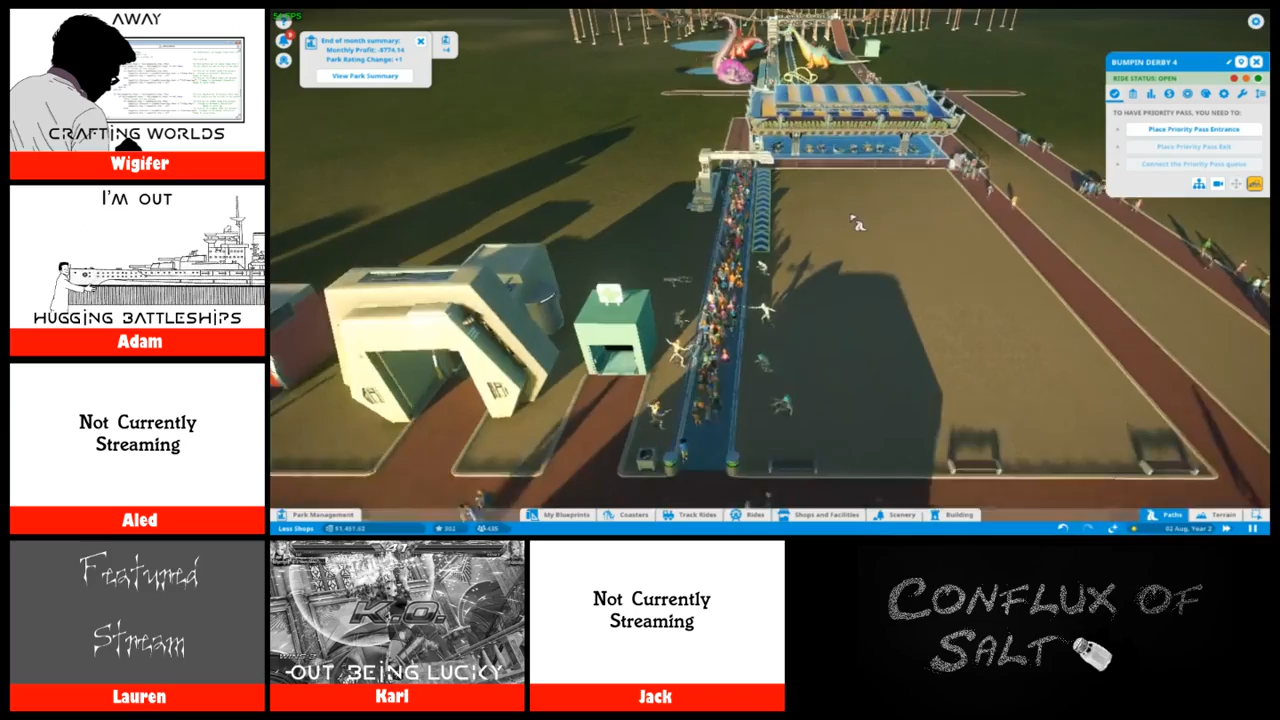 AWAY
CRAFTING WORLDS
Wigifer
I'M OUT
HUGGING BATTLESHIPS
Adam
Not Currently
Streaming
Aled
Featured
Stream
Lauren
End of month summary:
Monthly Profit: -$774.14
Park Rating Change: +1
View Park Summary
BUMPIN DERBY 4
RIDE STATUS: OPEN
TO HAVE PRIORITY PASS, YOU NEED TO:
Place Priority Pass Entrance
Place Priority Pass Exit
Connect the Priority Pass queue
Park Management
My Blueprints
Coasters
Track Rides
Rides
Shops and Facilities
Scenery
Building
Paths
Terrain
Less Shops
02 Aug, Year 2
K.O.
OUT BEING LUCKY
Karl
Not Currently
Streaming
Jack
CONFLUX OF
SALT